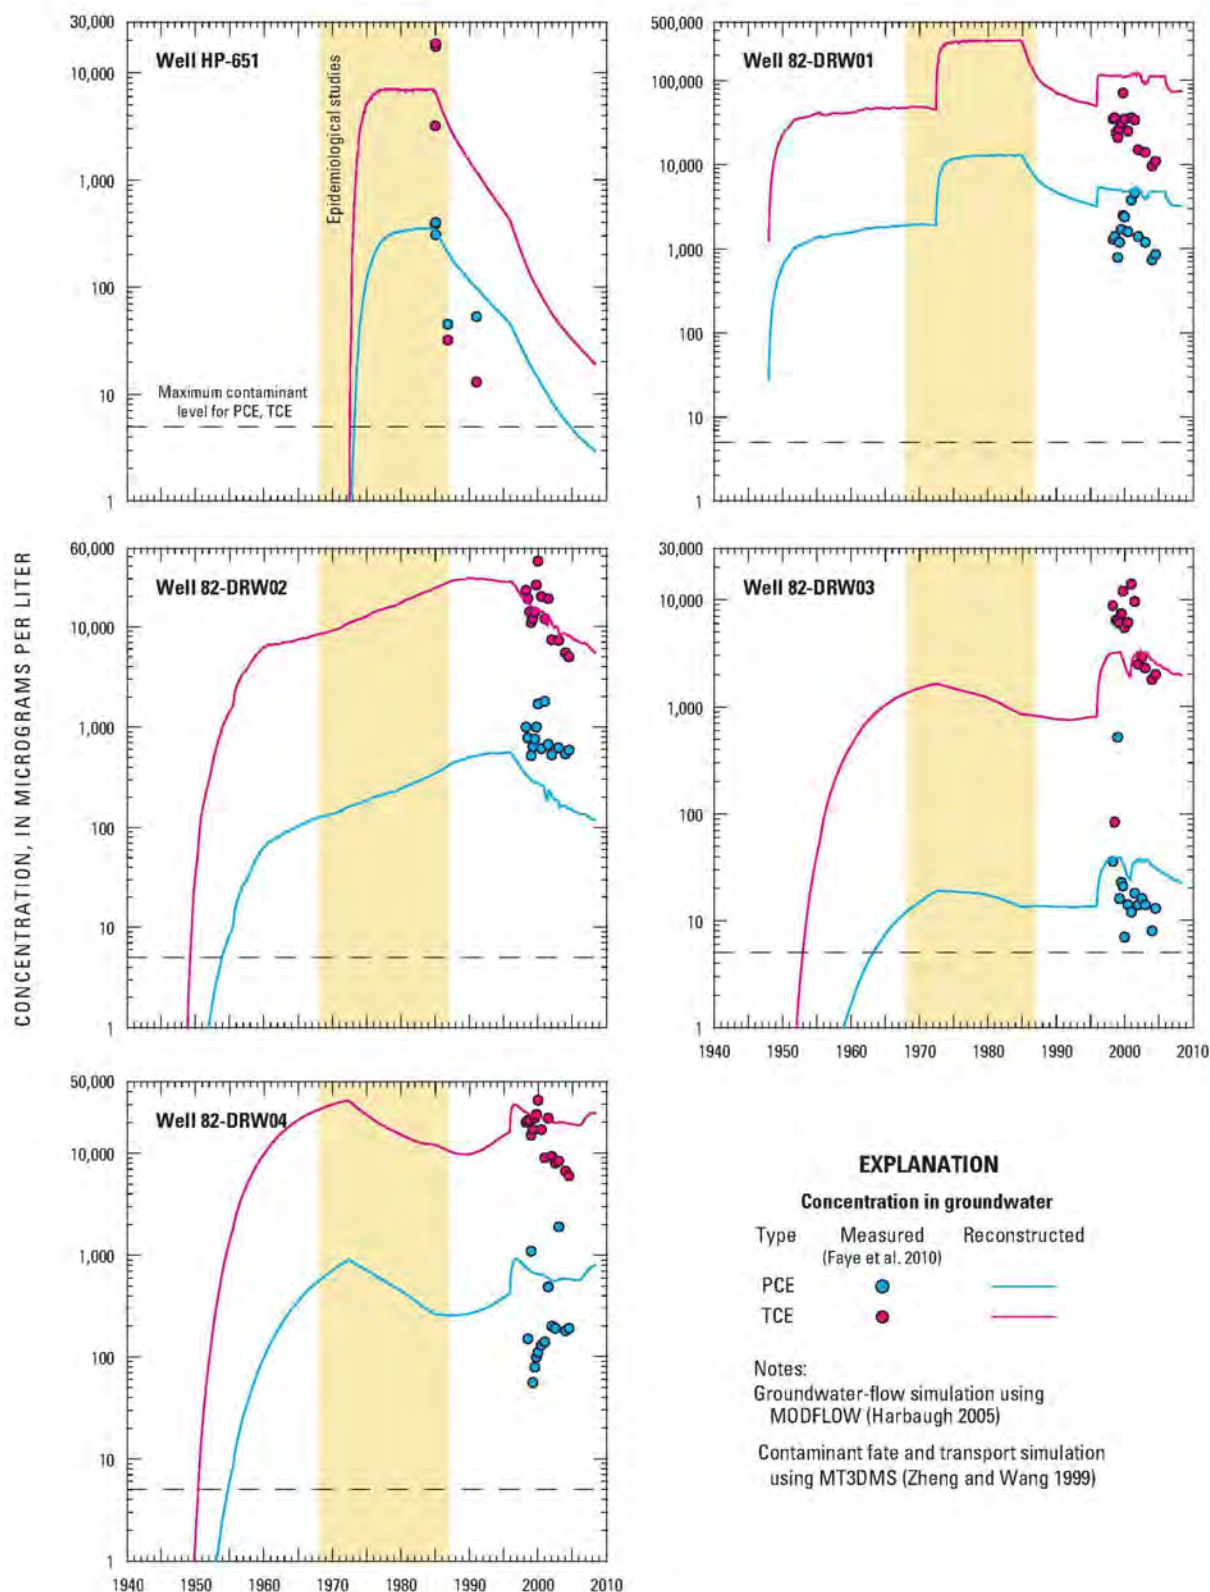 CONCENTRATION, IN MICROGRAMS PER LITER
30,000
10,000
1,000
100
10
1
Well HP-651
Epidemiological studies
Maximum contaminant
level for PCE, TCE
500,000
100,000
10,000
1,000
100
10
1
Well 82-DRW01
60,000
10,000
1,000
100
10
1
Well 82-DRW02
30,000
10,000
1,000
100
10
1
Well 82-DRW03
1940 1950 1960 1970 1980 1990 2000 2010
50,000
10,000
1,000
100
10
1
Well 82-DRW04
1940 1950 1960 1970 1980 1990 2000 2010
EXPLANATION
Concentration in groundwater
Type Measured Reconstructed
(Faye et al. 2010)
PCE
TCE
Notes:
Groundwater-flow simulation using
MODFLOW (Harbaugh 2005)
Contaminant fate and transport simulation
using MT3DMS (Zheng and Wang 1999)